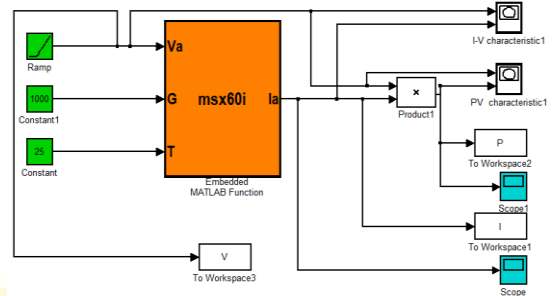 I-V characteristic1
Ramp
Va
1000
G
msx60i
Ia
Constant1
×
Product1
PV characteristic1
25
T
Constant
Embedded
MATLAB Function
P
To Workspace2
Scope1
I
To Workspace1
V
To Workspace3
Scope